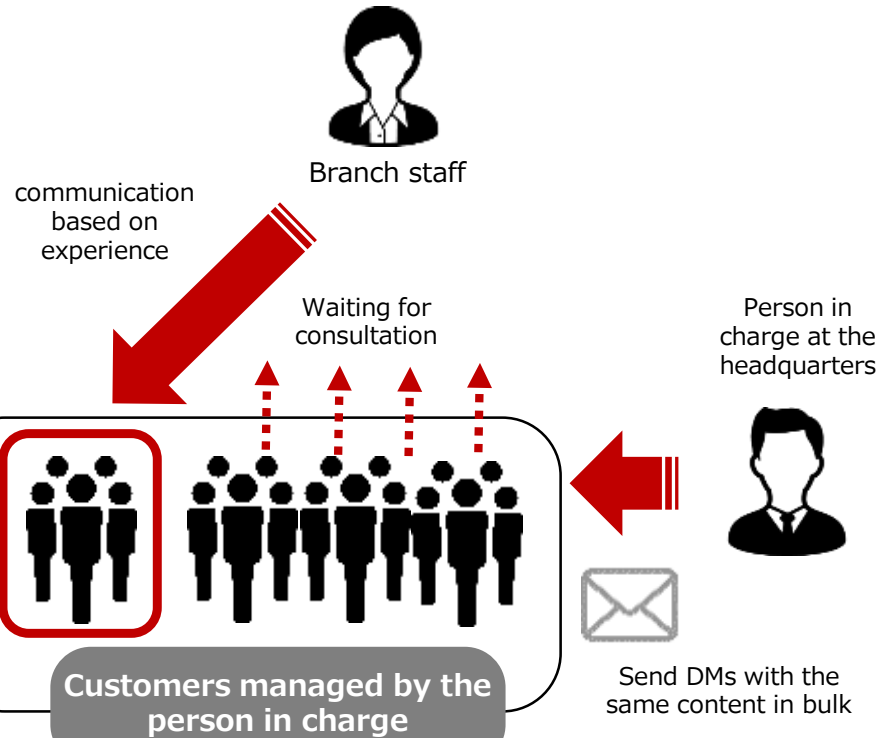 Branch staff
communication
based on
experience
Waiting for
consultation
Person in
charge at the
headquarters
Customers managed by the
person in charge
Send DMs with the
same content in bulk